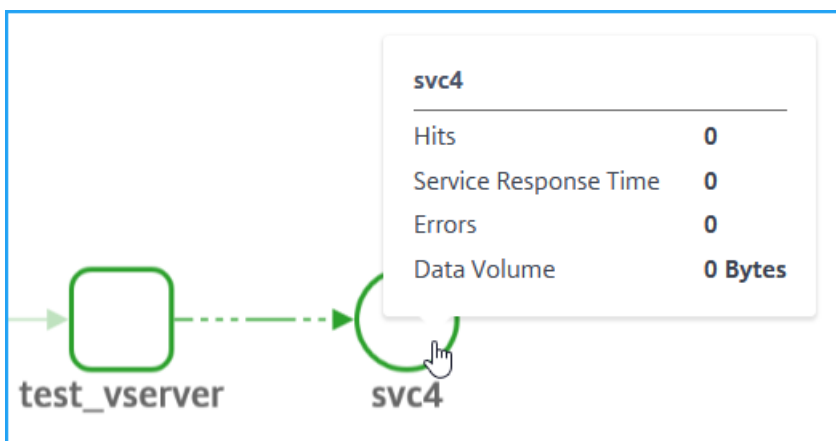 svc4
Hits 0
Service Response Time 0
Errors 0
Data Volume 0 Bytes
test_vserver
svc4